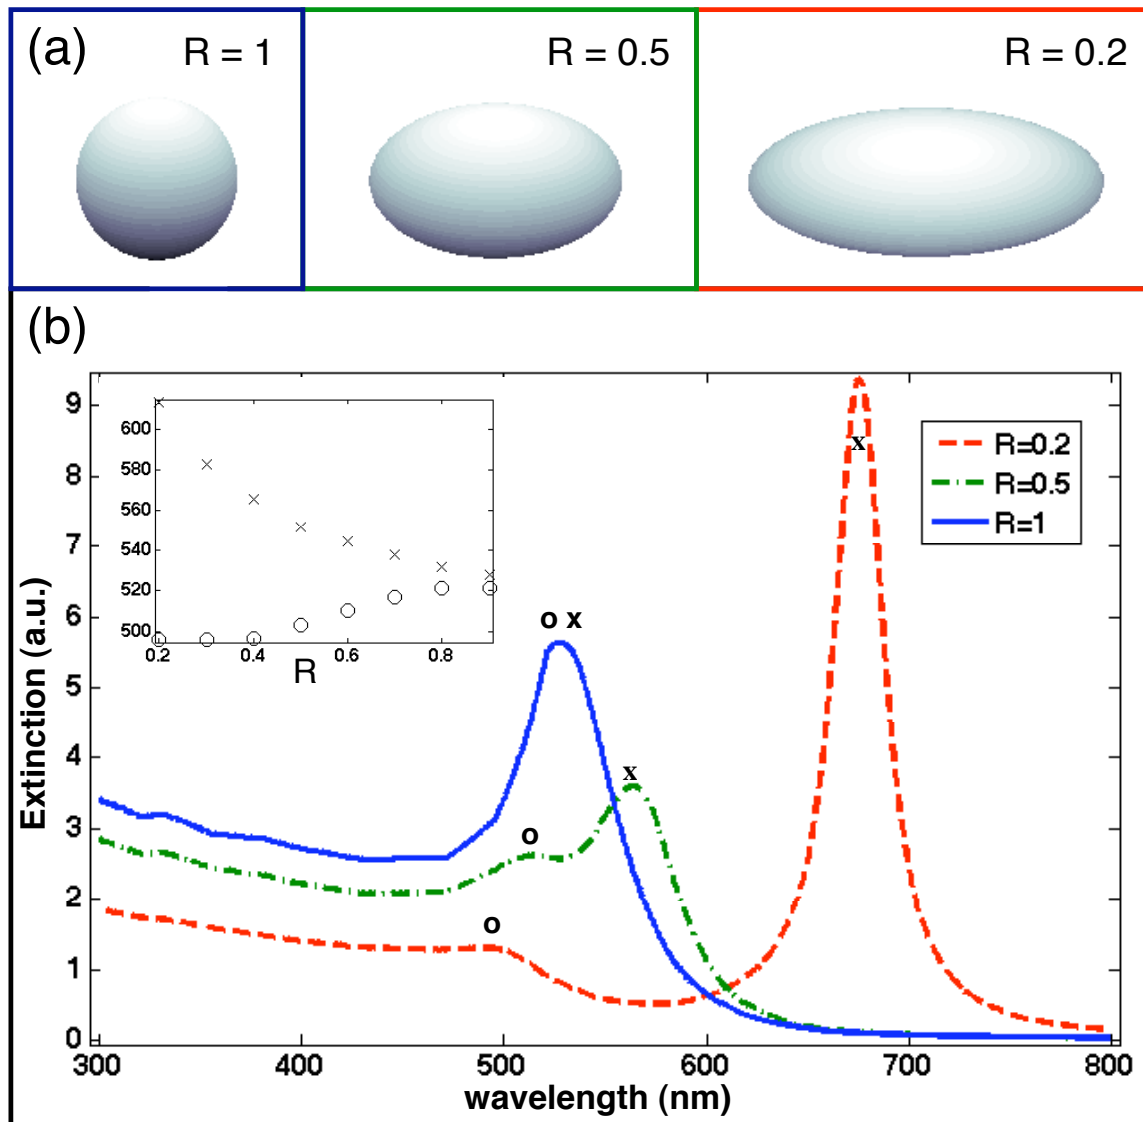 (a)
R = 1
R = 0.5
R = 0.2
(b)
9
8
7
6
5
4
3
2
1
0
Extinction (a.u.)
300
400
500
600
700
800
wavelength (nm)
600
580
560
540
520
500
0.2
0.4
0.6
0.8
R
R=0.2
R=0.5
R=1
o x
x
o
o
x